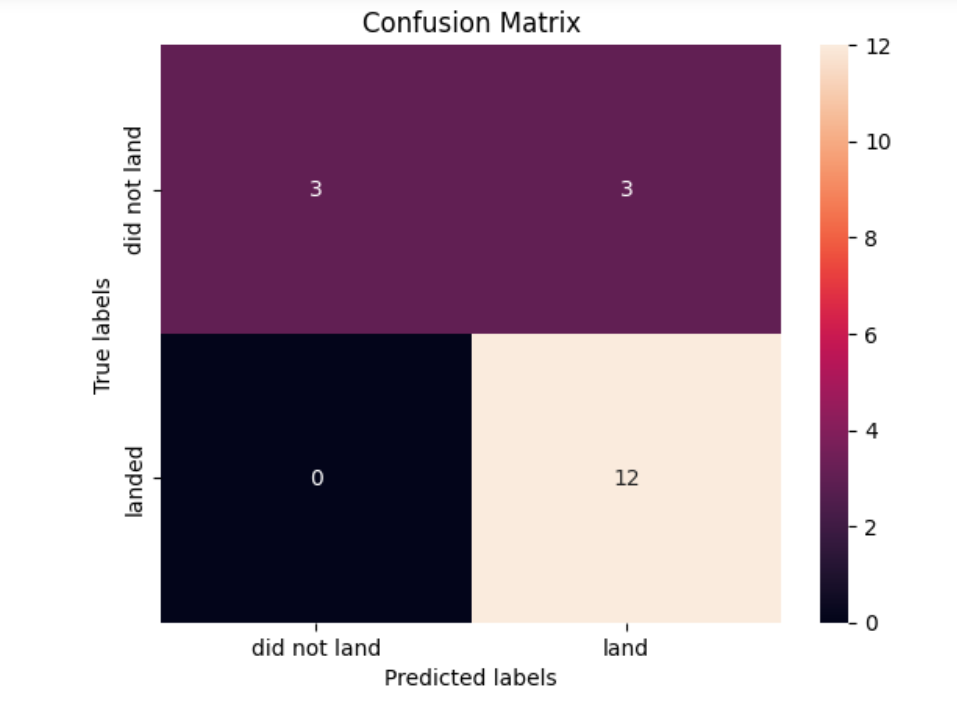 Confusion Matrix
True labels
did not land
landed
3
3
0
12
did not land
land
Predicted labels
12
10
8
6
4
2
0